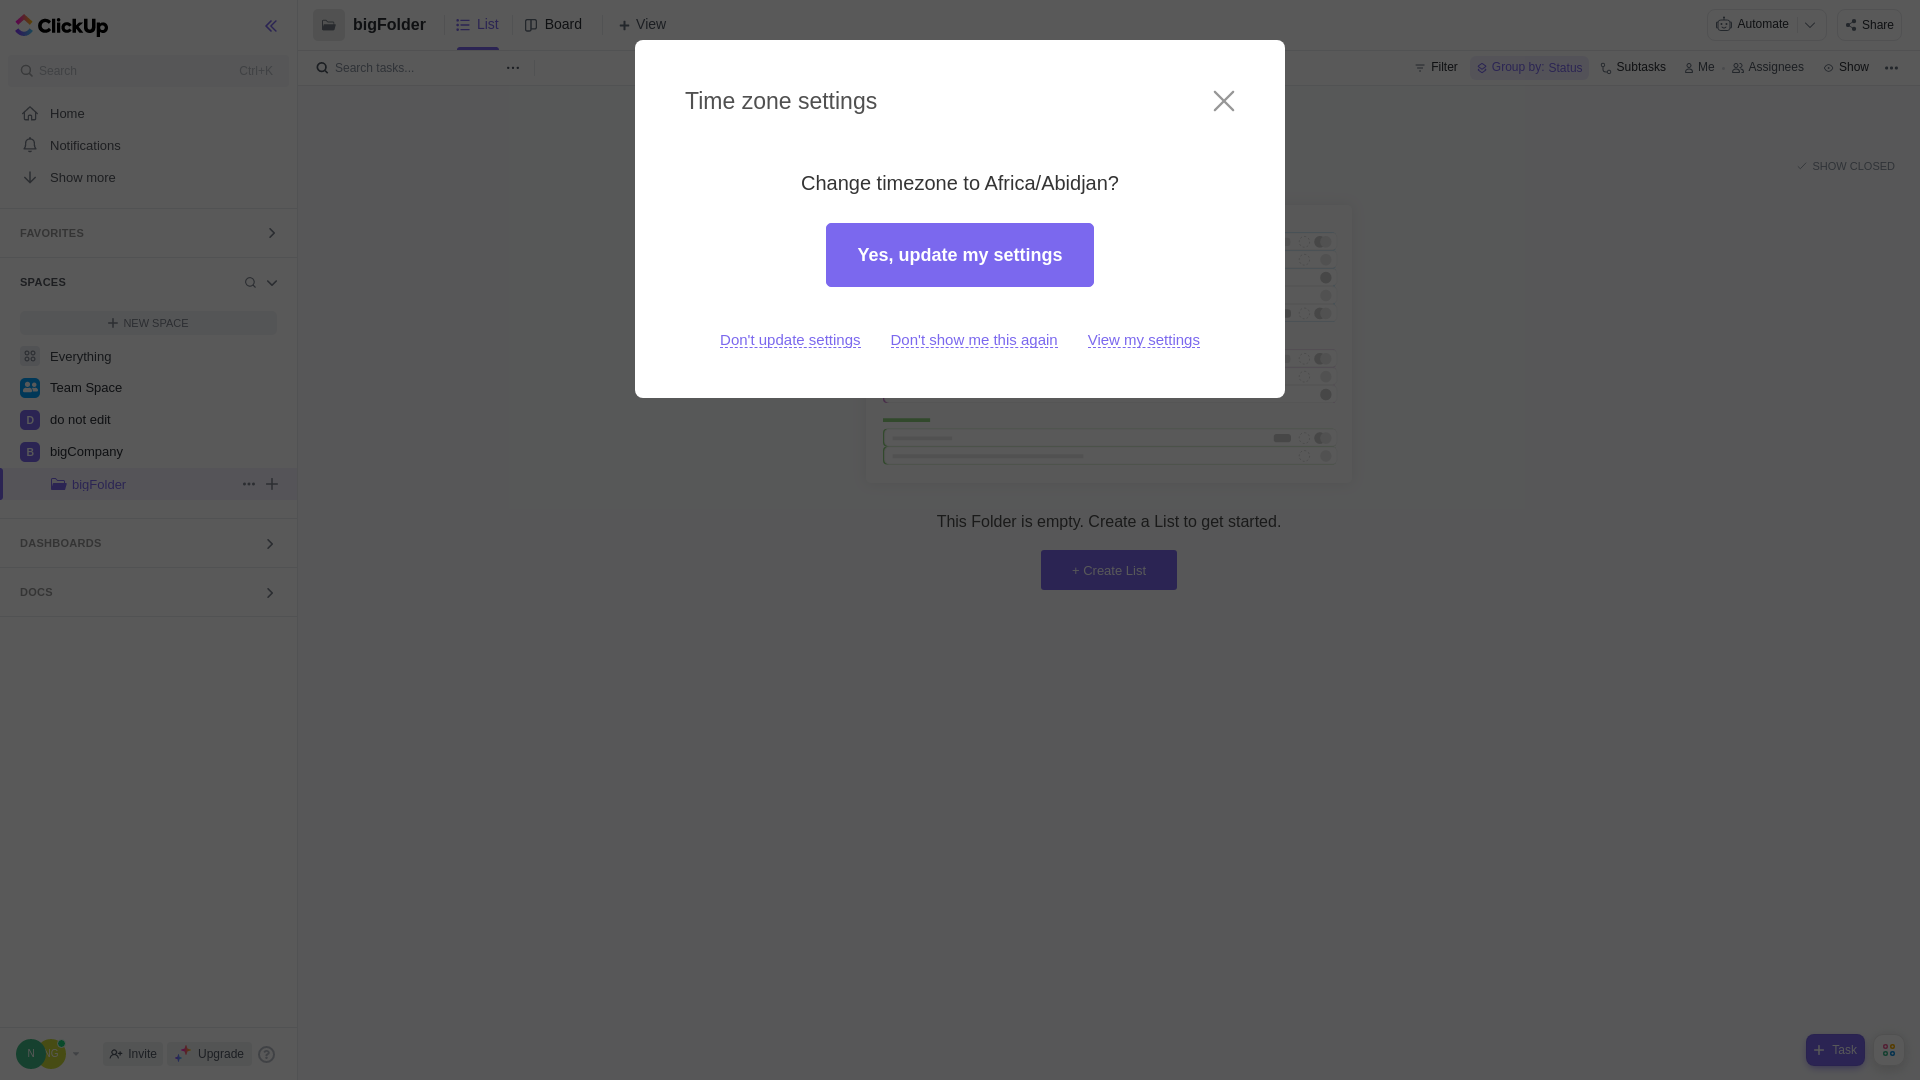 ClickUp
Search Ctrl+K
Home
Notifications
Show more
FAVORITES
SPACES
NEW SPACE
Everything
Team Space
D do not edit
B bigCompany
bigFolder
DASHBOARDS
DOCS
N NG Invite Upgrade ?
bigFolder List Board + View Automate Share
Search tasks... Filter Group by: Status Subtasks Me Assignees Show
SHOW CLOSED
Time zone settings
Change timezone to Africa/Abidjan?
Yes, update my settings
Don't update settings Don't show me this again View my settings
This Folder is empty. Create a List to get started.
+ Create List
+ Task